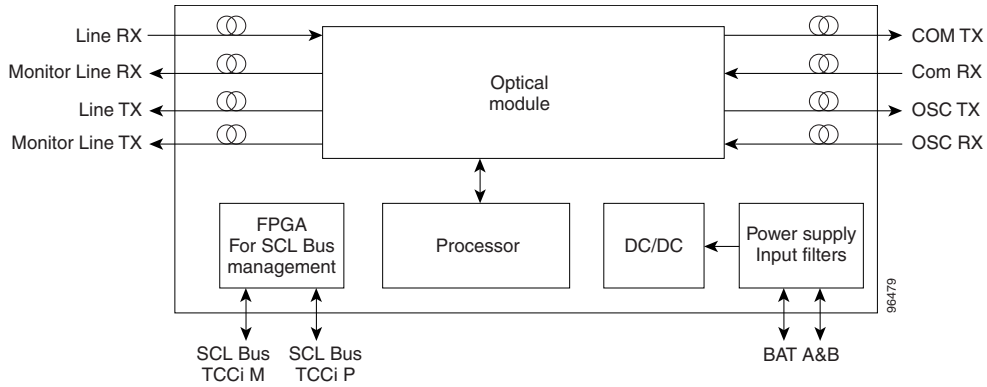 Line RX
Monitor Line RX
Line TX
Monitor Line TX
Optical
module
COM TX
Com RX
OSC TX
OSC RX
FPGA
For SCL Bus
management
Processor
DC/DC
Power supply
Input filters
96479
SCL Bus
TCCi M
SCL Bus
TCCi P
BAT A&B